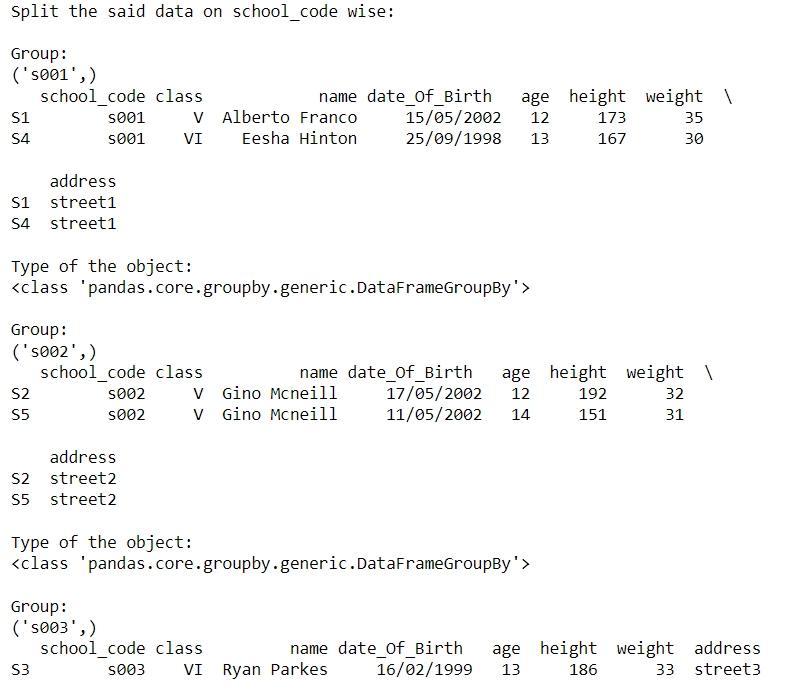 Split the said data on school_code wise:

Group:
('s001',)
   school_code class            name date_Of_Birth   age  height  weight  \
S1        s001     V  Alberto Franco     15/05/2002   12     173      35
S4        s001    VI    Eesha Hinton     25/09/1998   13     167      30

    address
S1  street1
S4  street1

Type of the object:
<class 'pandas.core.groupby.generic.DataFrameGroupBy'>

Group:
('s002',)
   school_code class          name date_Of_Birth   age  height  weight  \
S2        s002     V  Gino Mcneill     17/05/2002   12     192      32
S5        s002     V  Gino Mcneill     11/05/2002   14     151      31

    address
S2  street2
S5  street2

Type of the object:
<class 'pandas.core.groupby.generic.DataFrameGroupBy'>

Group:
('s003',)
   school_code class         name date_Of_Birth   age  height  weight  address
S3        s003    VI  Ryan Parkes     16/02/1999   13     186      33  street3